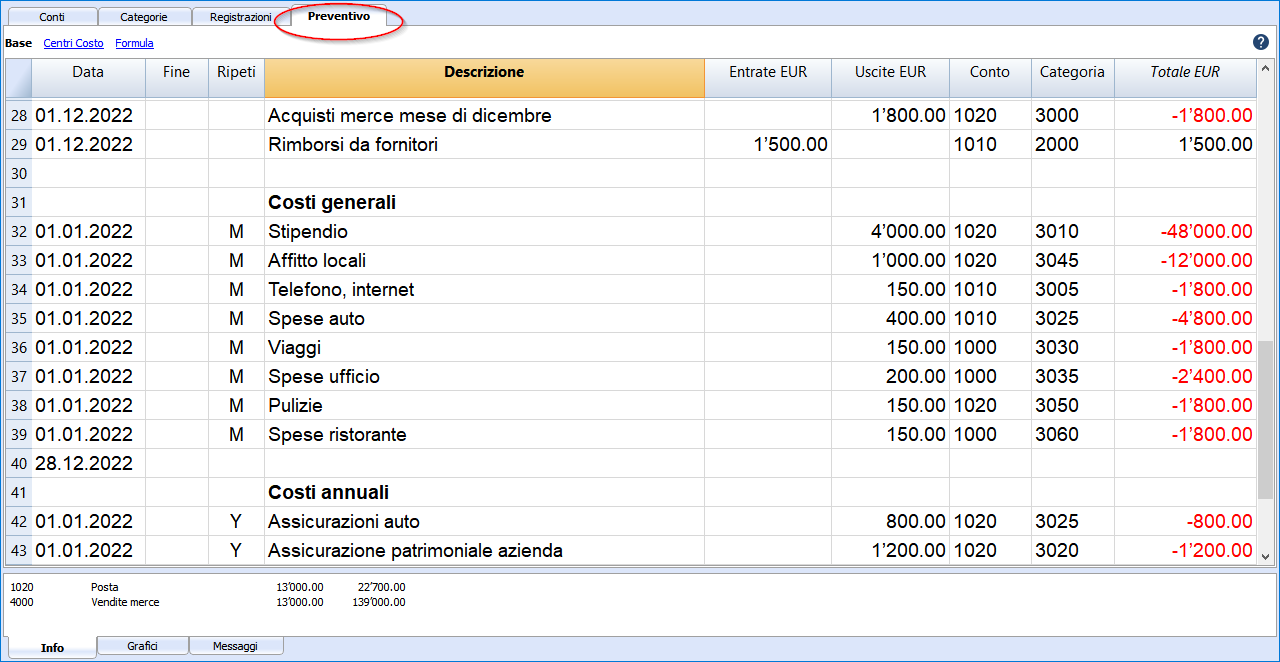 Conti Categorie Registrazioni Preventivo
Base Centri Costo Formula ?
Data Fine Ripeti Descrizione Entrate EUR Uscite EUR Conto Categoria Totale EUR
28 01.12.2022 Acquisti merce mese di dicembre 1’800.00 1020 3000 -1’800.00
29 01.12.2022 Rimborsi da fornitori 1’500.00 1010 2000 1’500.00
30
31 Costi generali
32 01.01.2022 M Stipendio 4’000.00 1020 3010 -48’000.00
33 01.01.2022 M Affitto locali 1’000.00 1020 3045 -12’000.00
34 01.01.2022 M Telefono, internet 150.00 1010 3005 -1’800.00
35 01.01.2022 M Spese auto 400.00 1010 3025 -4’800.00
36 01.01.2022 M Viaggi 150.00 1000 3030 -1’800.00
37 01.01.2022 M Spese ufficio 200.00 1000 3035 -2’400.00
38 01.01.2022 M Pulizie 150.00 1020 3050 -1’800.00
39 01.01.2022 M Spese ristorante 150.00 1000 3060 -1’800.00
40 28.12.2022
41 Costi annuali
42 01.01.2022 Y Assicurazioni auto 800.00 1020 3025 -800.00
43 01.01.2022 Y Assicurazione patrimoniale azienda 1’200.00 1020 3020 -1’200.00
1020 Posta 13’000.00 22’700.00
4000 Vendite merce 13’000.00 139’000.00
Info Grafici Messaggi